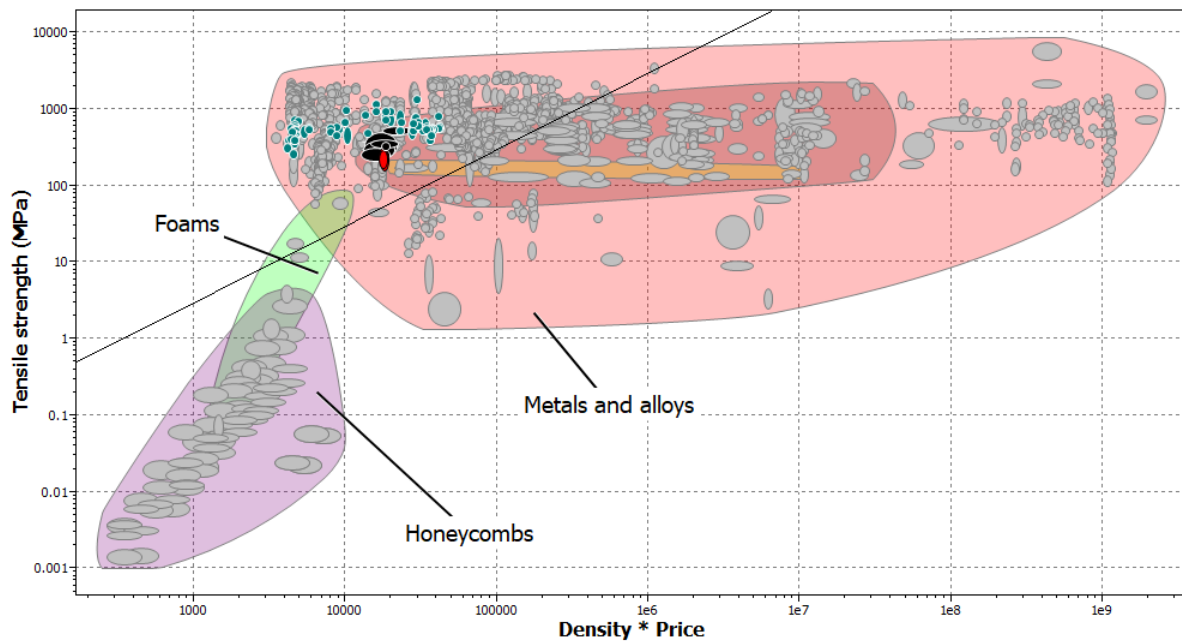 10000
1000
100
10
1
0.1
0.01
0.001
Tensile strength (MPa)
Foams
Metals and alloys
Honeycombs
1000
10000
100000
1e6
1e7
1e8
1e9
Density * Price